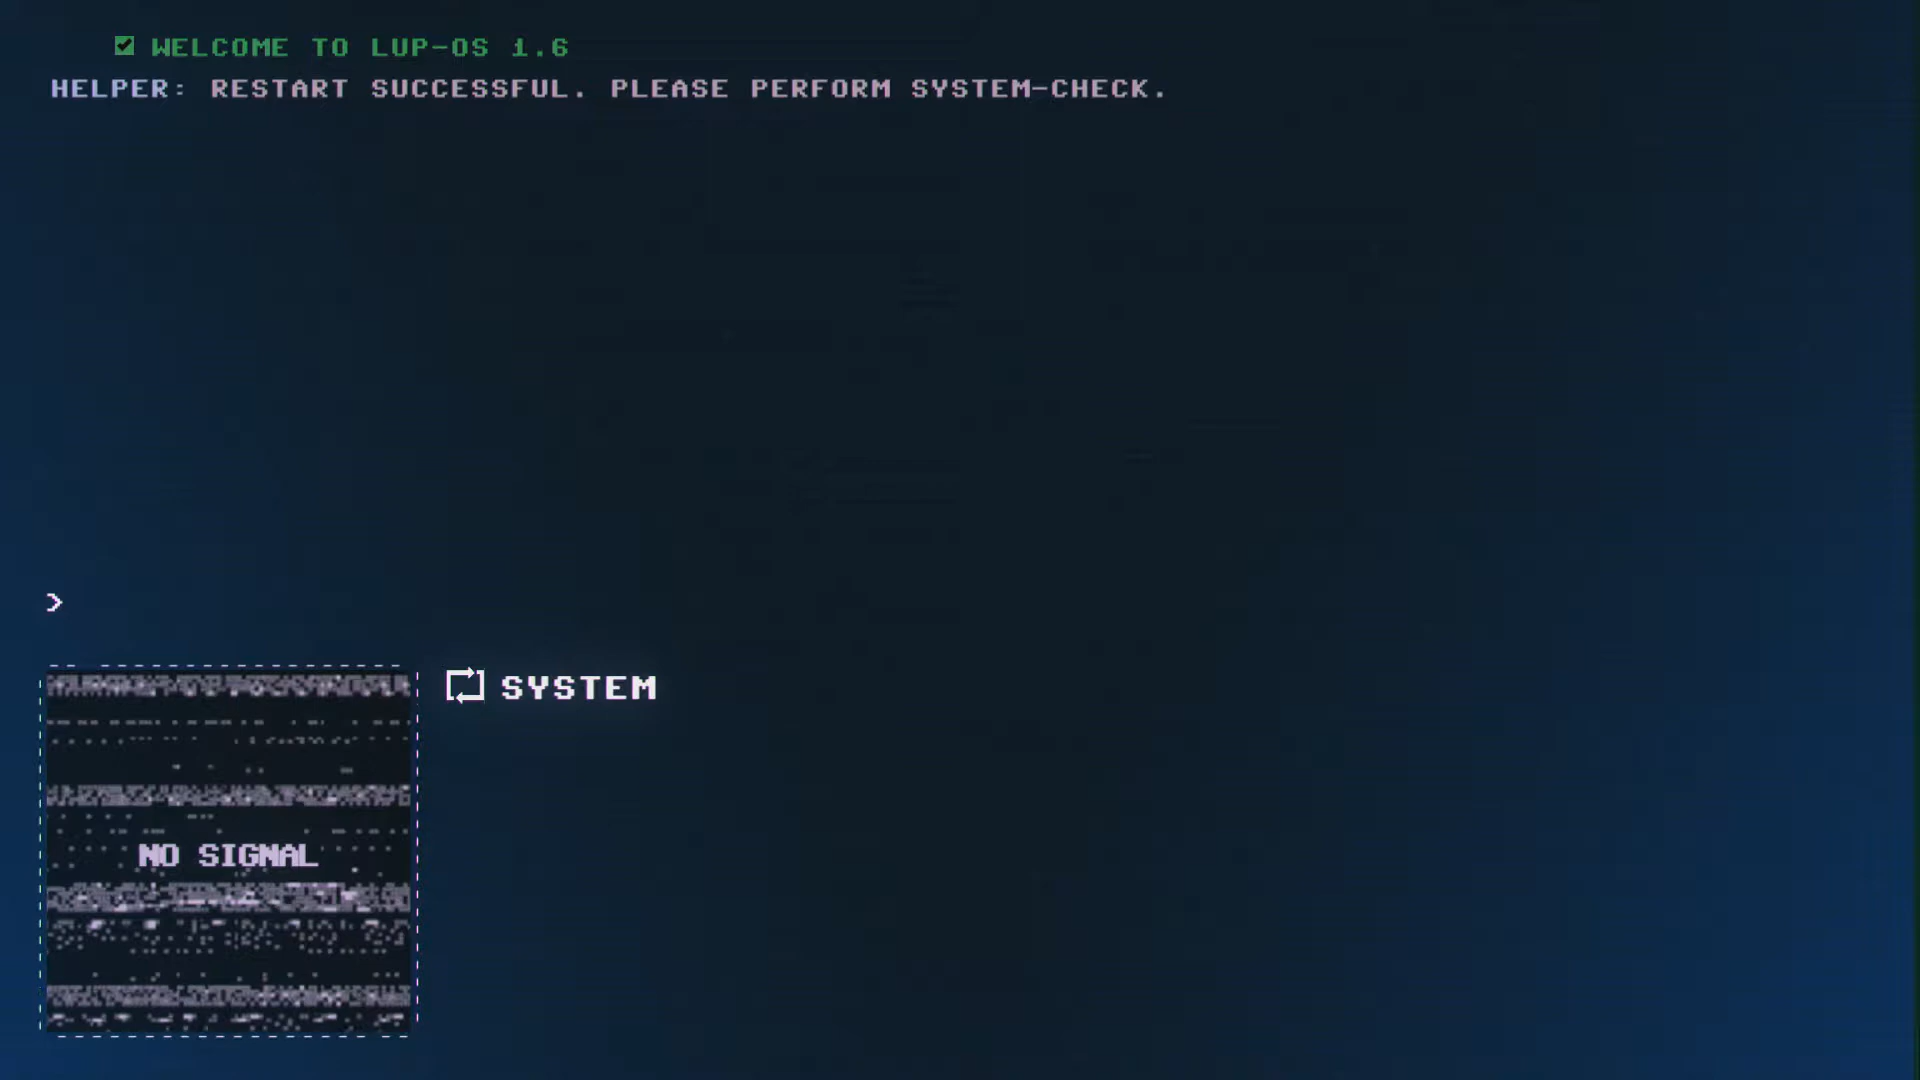 WELCOME TO LUP-OS 1.6
HELPER: RESTART SUCCESSFUL. PLEASE PERFORM SYSTEM-CHECK.
>
SYSTEM
NO SIGNAL